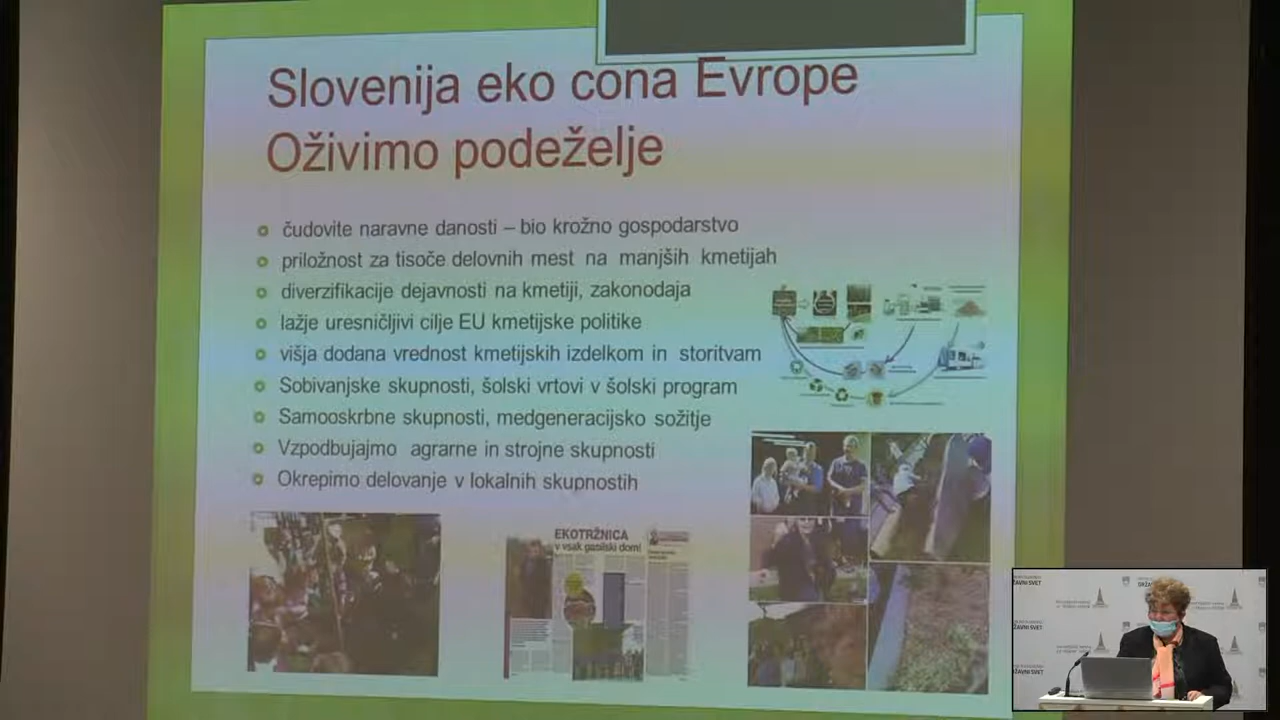 Slovenija eko cona Evrope
Oživimo podeželje
čudovite naravne danosti – bio krožno gospodarstvo
priložnost za tisoče delovnih mest na manjših kmetijah
diverzifikacije dejavnosti na kmetiji, zakonodaja
lažje uresničljivi cilje EU kmetijske politike
višja dodana vrednost kmetijskih izdelkom in storitvam
Sobivanjske skupnosti, šolski vrtovi v šolski program
Samooskrbne skupnosti, medgeneracijsko sožitje
Vzpodbujajmo agrarne in strojne skupnosti
Okrepimo delovanje v lokalnih skupnostih
EKOTRŽNICA
v vsak gasilski dom!